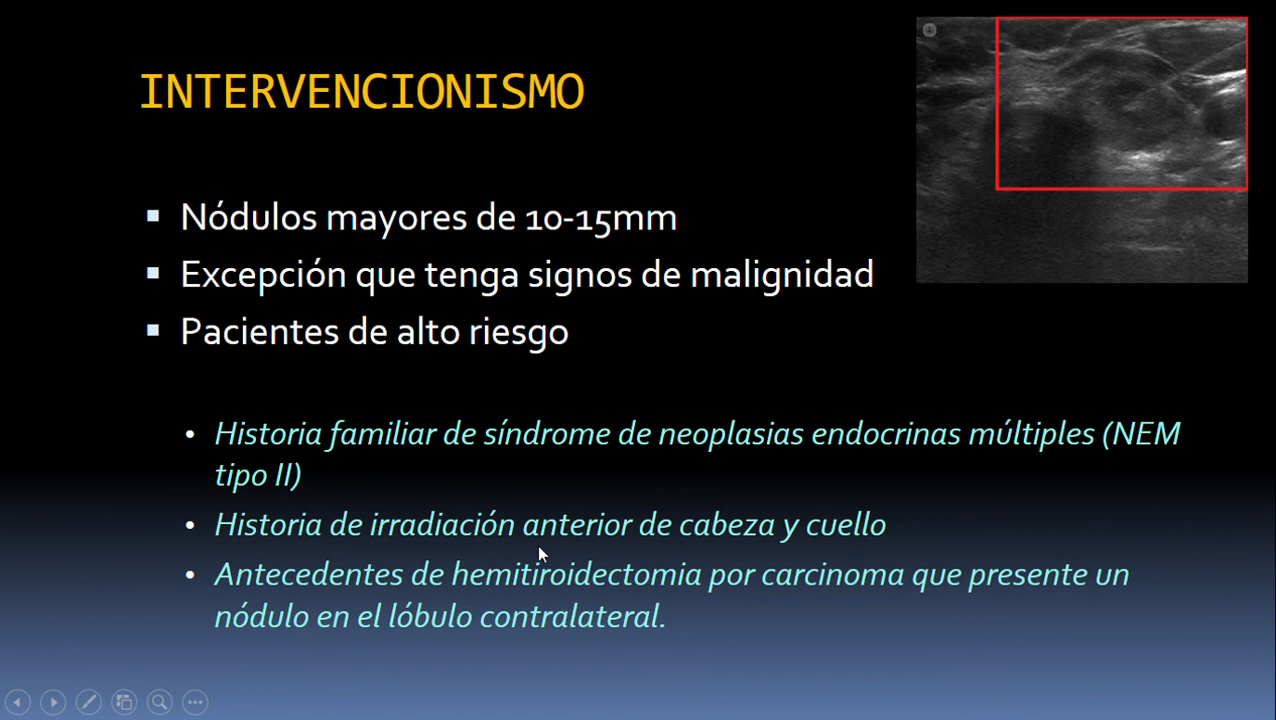 INTERVENCIONISMO
Nódulos mayores de 10-15mm
Excepción que tenga signos de malignidad
Pacientes de alto riesgo
Historia familiar de síndrome de neoplasias endocrinas múltiples (NEM
tipo II)
Historia de irradiación anterior de cabeza y cuello
Antecedentes de hemitiroidectomia por carcinoma que presente un
nódulo en el lóbulo contralateral.